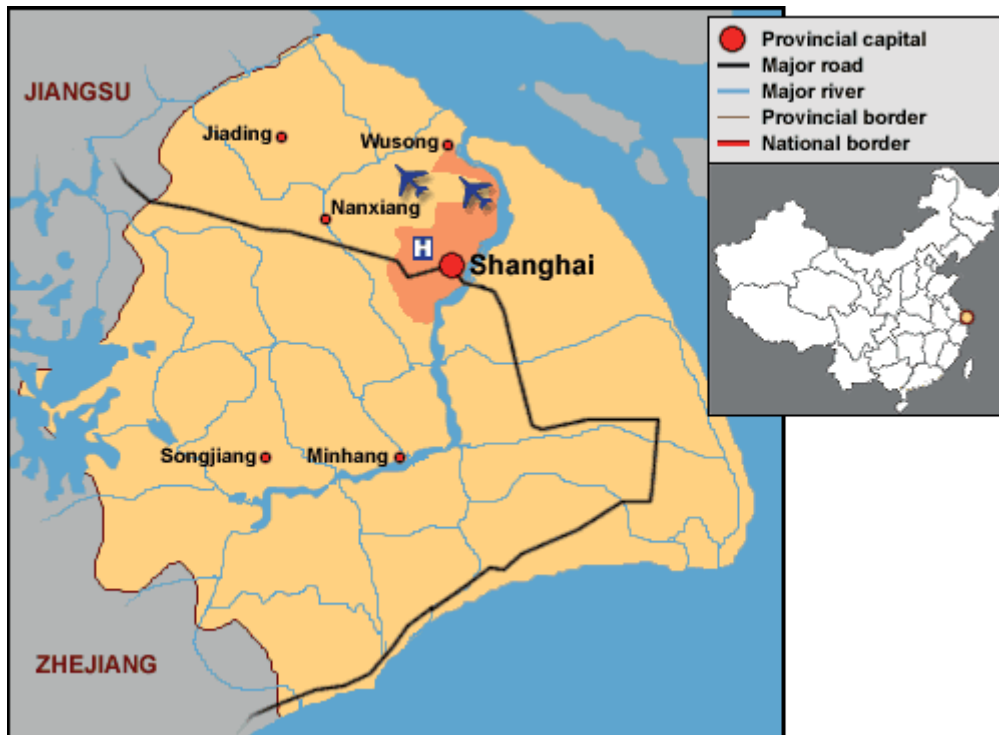 JIANGSU
Jiading
Wusong
Nanxiang
H
Shanghai
Songjiang
Minhang
ZHEJIANG
Provincial capital
Major road
Major river
Provincial border
National border